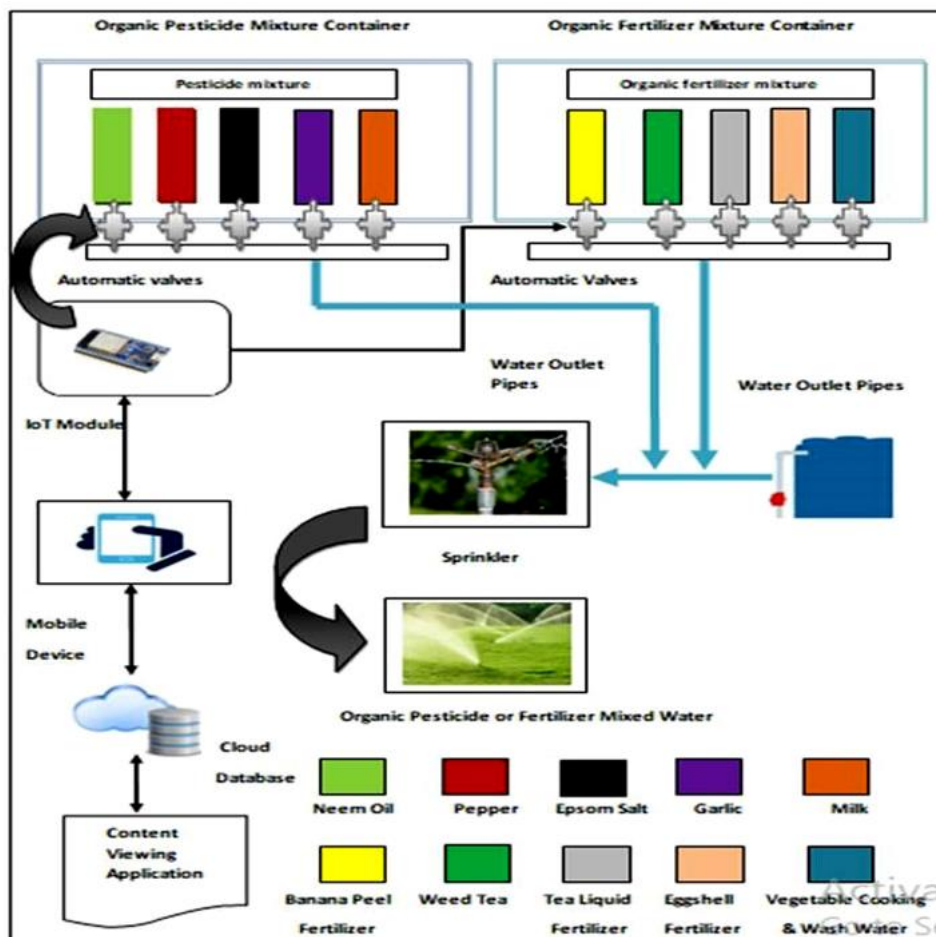 Organic Pesticide Mixture Container
Organic Fertilizer Mixture Container
Pesticide mixture
Organic fertilizer mixture
Automatic valves
Automatic Valves
Water Outlet
Pipes
Water Outlet Pipes
IoT Module
Sprinkler
Mobile
Device
Organic Pesticide or Fertilizer Mixed Water
Cloud
Database
Neem Oil
Pepper
Epsom Salt
Garlic
Milk
Content
Viewing
Application
Banana Peel
Fertilizer
Weed Tea
Tea Liquid
Fertilizer
Eggshell
Fertilizer
Vegetable Cooking
& Wash Water